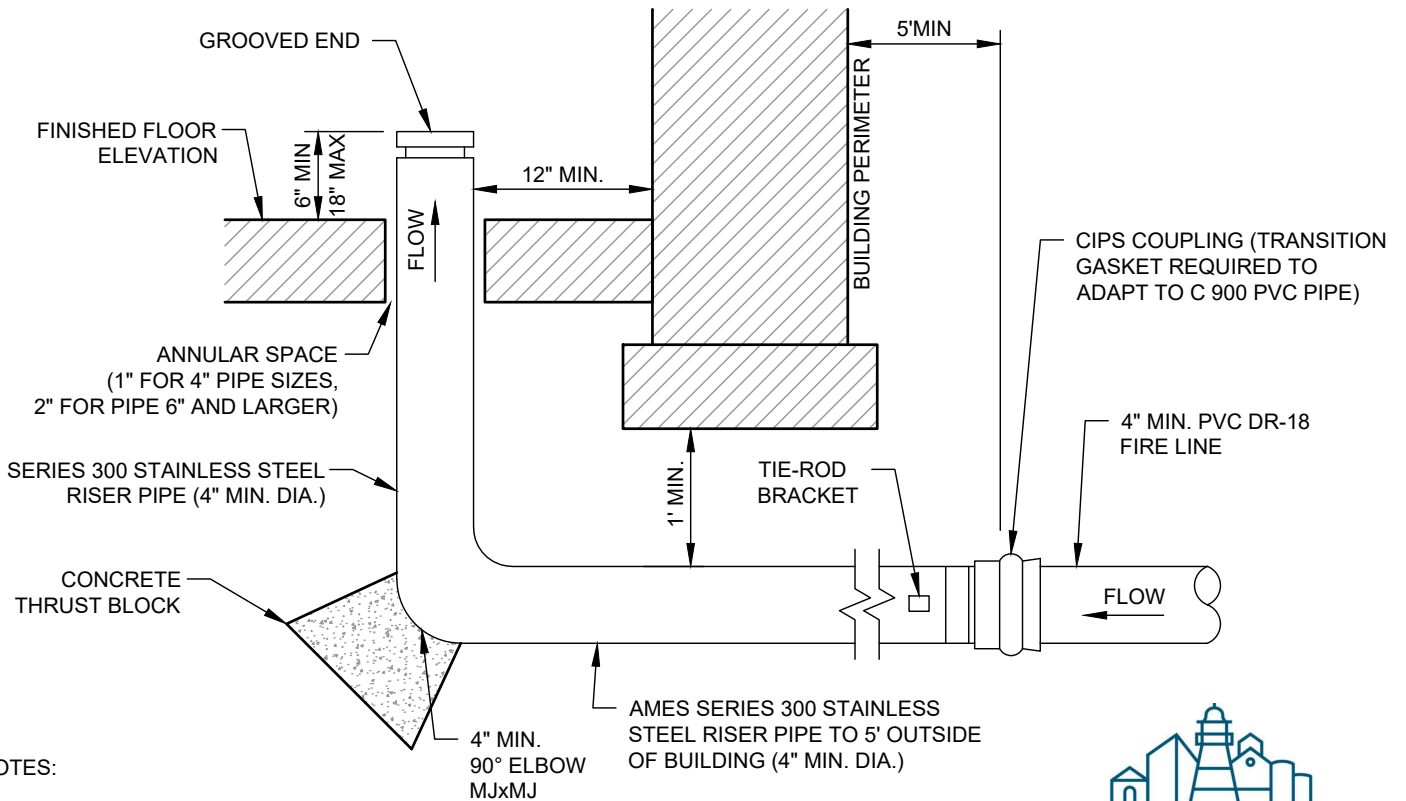 GROOVED END
5'MIN
FINISHED FLOOR
ELEVATION
6" MIN
18" MAX
12" MIN.
BUILDING PERIMETER
FLOW
CIPS COUPLING (TRANSITION
GASKET REQUIRED TO
ADAPT TO C 900 PVC PIPE)
ANNULAR SPACE
(1" FOR 4" PIPE SIZES,
2" FOR PIPE 6" AND LARGER)
4" MIN. PVC DR-18
FIRE LINE
SERIES 300 STAINLESS STEEL
RISER PIPE (4" MIN. DIA.)
1' MIN.
TIE-ROD
BRACKET
CONCRETE
THRUST BLOCK
FLOW
AMES SERIES 300 STAINLESS
STEEL RISER PIPE TO 5' OUTSIDE
OF BUILDING (4" MIN. DIA.)
4" MIN.
90° ELBOW
MJxMJ
OTES: